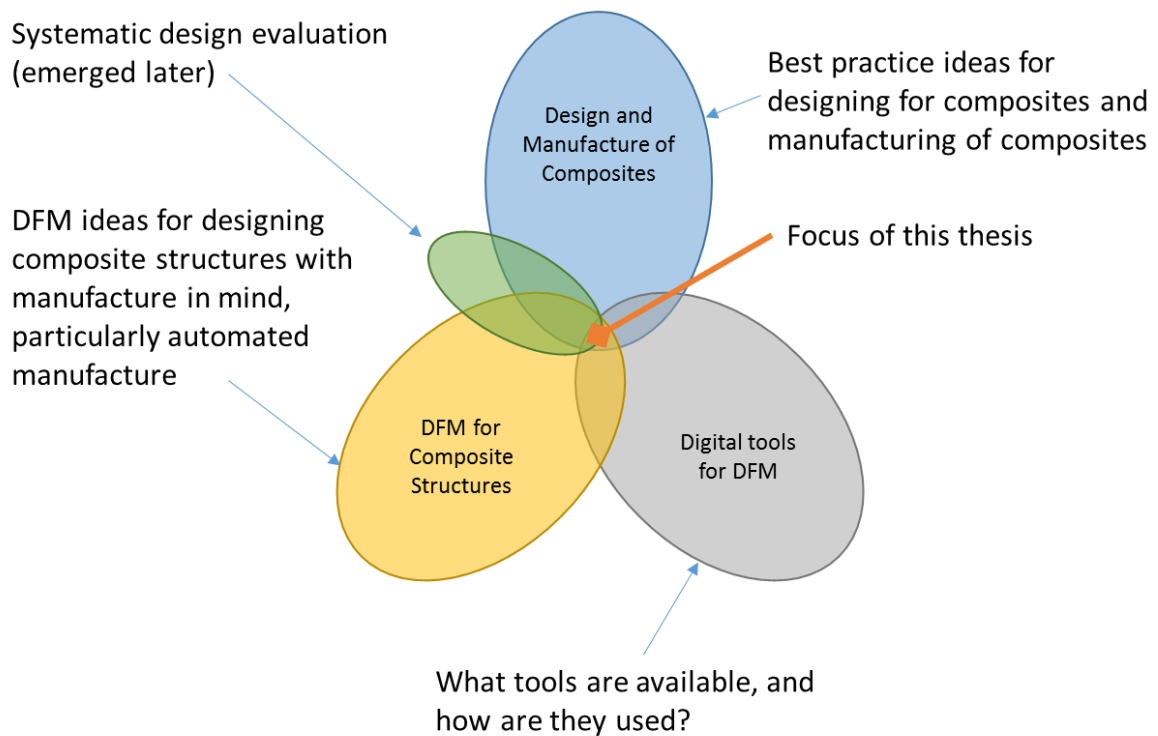 Systematic design evaluation
(emerged later)
Best practice ideas for
designing for composites and
manufacturing of composites
Design and
Manufacture of
Composites
DFM ideas for designing
composite structures with
manufacture in mind,
particularly automated
manufacture
Focus of this thesis
DFM for
Composite
Structures
Digital tools
for DFM
What tools are available, and
how are they used?